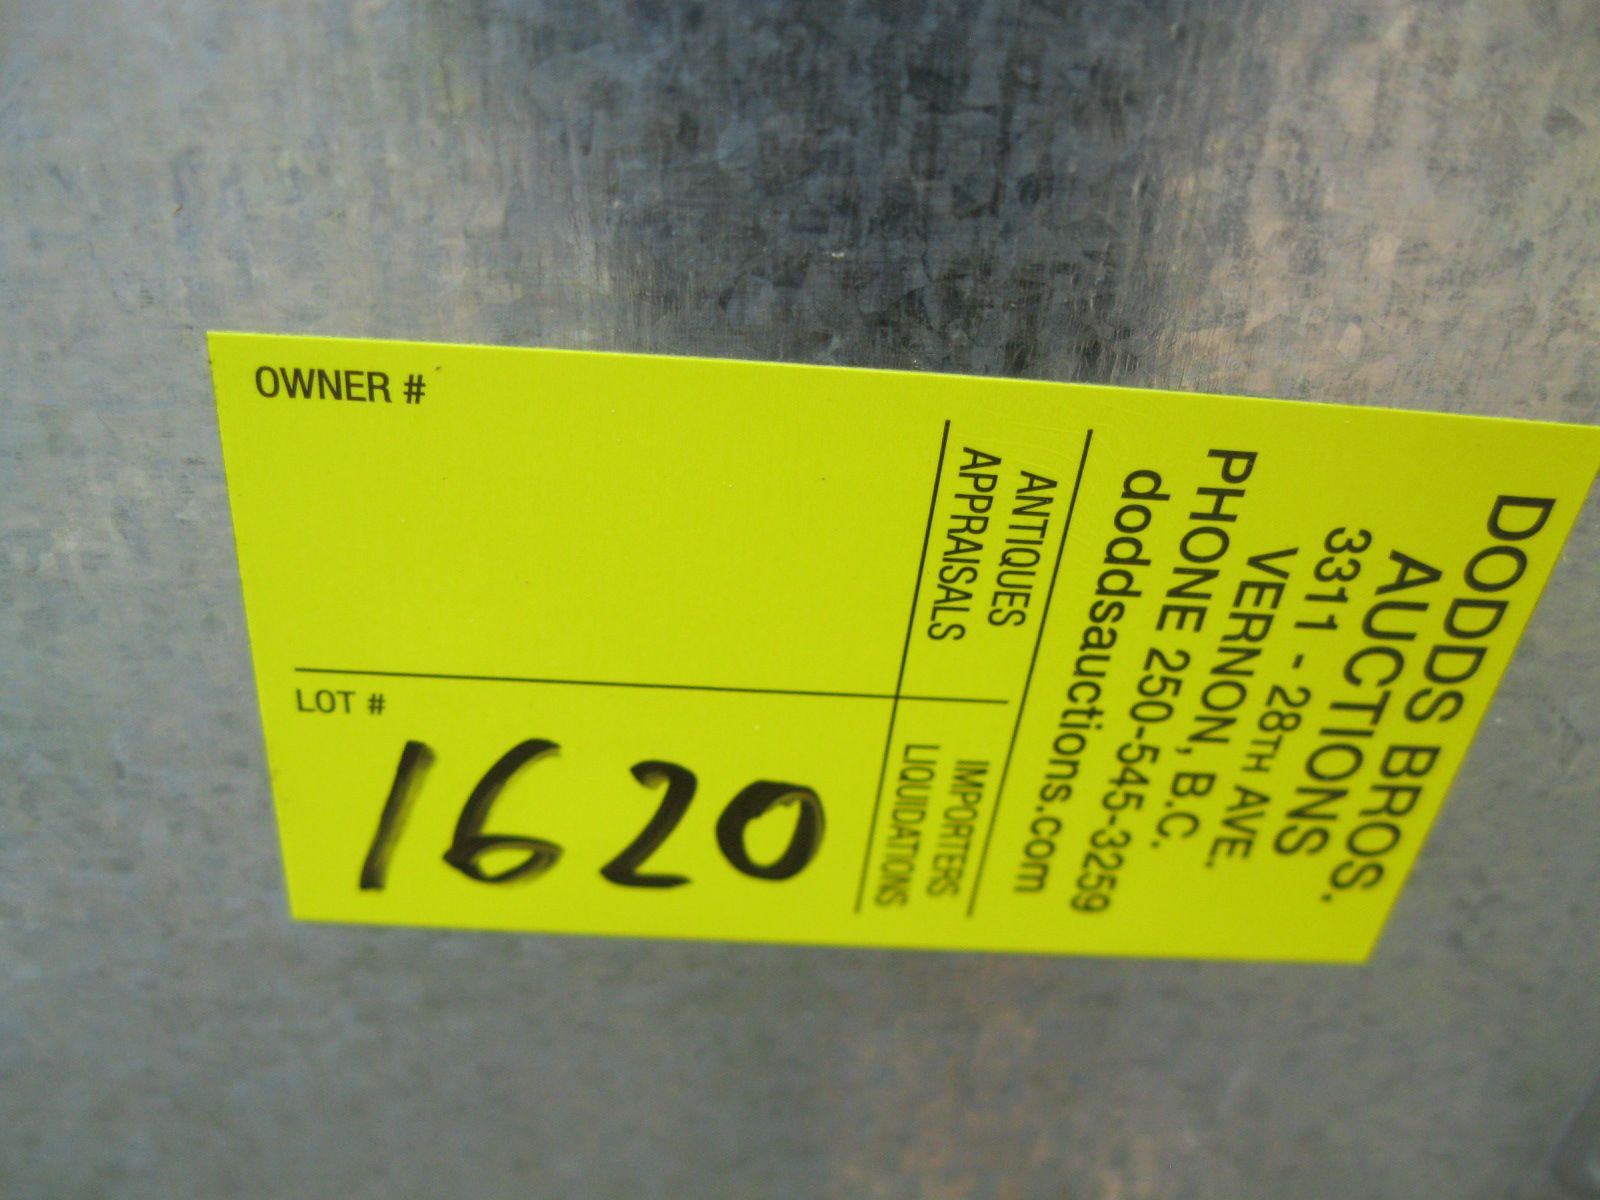 DODDS BROS.
AUCTIONS
3311 - 28TH AVE.
VERNON, B.C.
PHONE 250-545-3259
doddsauctions.com
ANTIQUES
APPRAISALS
IMPORTERS
LIQUIDATIONS
OWNER #
LOT #
1620